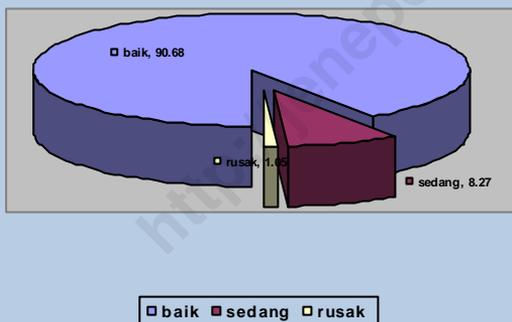 baik, 90.68
rusak, 1.05
sedang, 8.27
baik sedang rusak